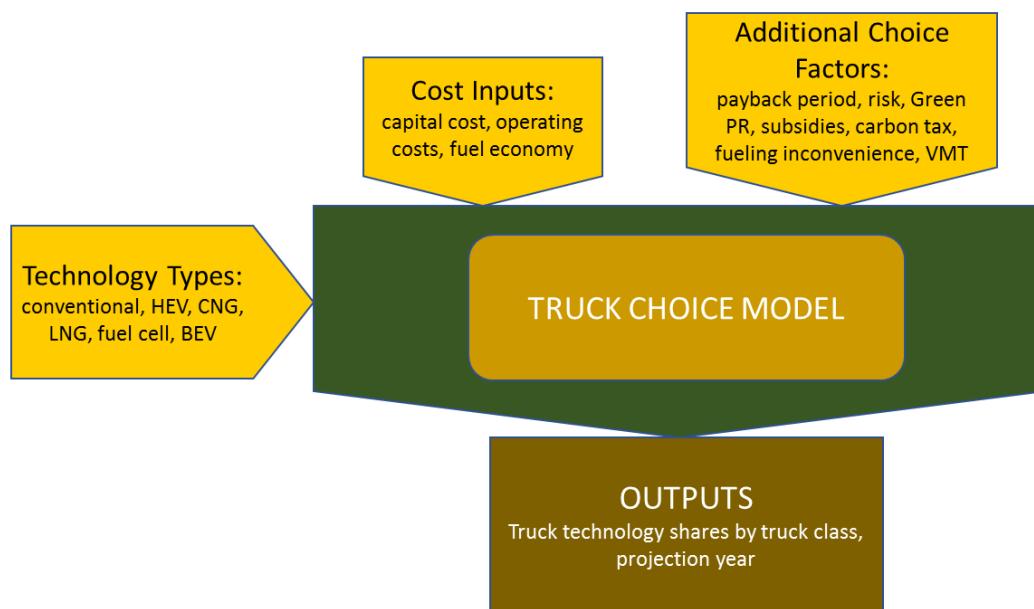 Additional Choice
Factors:
payback period, risk, Green
PR, subsidies, carbon tax,
fueling inconvenience, VMT
Cost Inputs:
capital cost, operating
costs, fuel economy
Technology Types:
conventional, HEV, CNG,
LNG, fuel cell, BEV
TRUCK CHOICE MODEL
OUTPUTS
Truck technology shares by truck class,
projection year